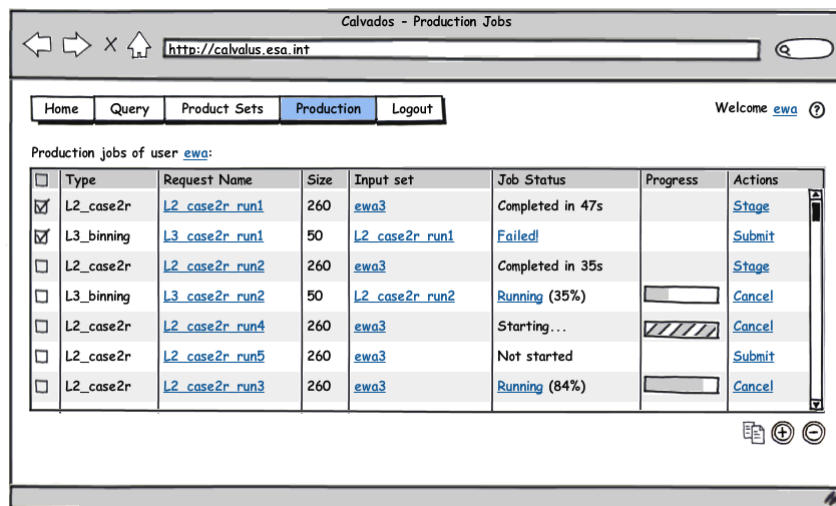 Calvados - Production Jobs
http://calvalus.esa.int
Home Query Product Sets Production Logout Welcome ewa ?
Production jobs of user ewa:
Type Request Name Size Input set Job Status Progress Actions
L2_case2r L2_case2r_run1 260 ewa3 Completed in 47s Stage
L3_binning L3_case2r_run1 50 L2_case2r_run1 Failed! Submit
L2_case2r L2_case2r_run2 260 ewa3 Completed in 35s Stage
L3_binning L3_case2r_run2 50 L2_case2r_run2 Running (35%) Cancel
L2_case2r L2_case2r_run4 260 ewa3 Starting... Cancel
L2_case2r L2_case2r_run5 260 ewa3 Not started Submit
L2_case2r L2_case2r_run3 260 ewa3 Running (84%) Cancel